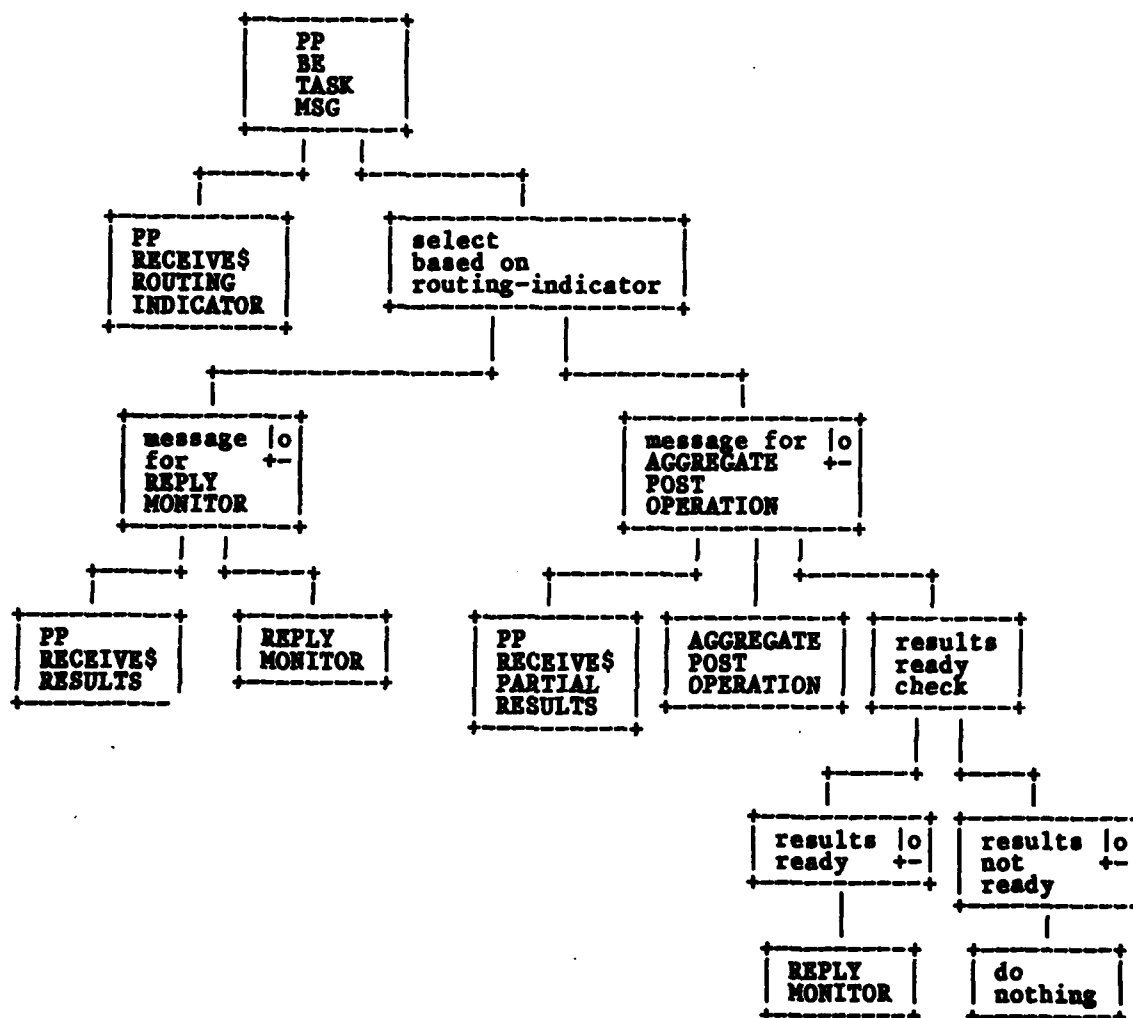 PP
BE
TASK
MSG
PP
RECEIVE$
ROUTING
INDICATOR
select
based on
routing-indicator
message |o
for +-
REPLY
MONITOR
message for |o
AGGREGATE +-
POST
OPERATION
PP
RECEIVE$
RESULTS
REPLY
MONITOR
PP
RECEIVE$
PARTIAL
RESULTS
AGGREGATE
POST
OPERATION
results
ready
check
results |o
ready +-
results |o
not +-
ready
REPLY
MONITOR
do
nothing